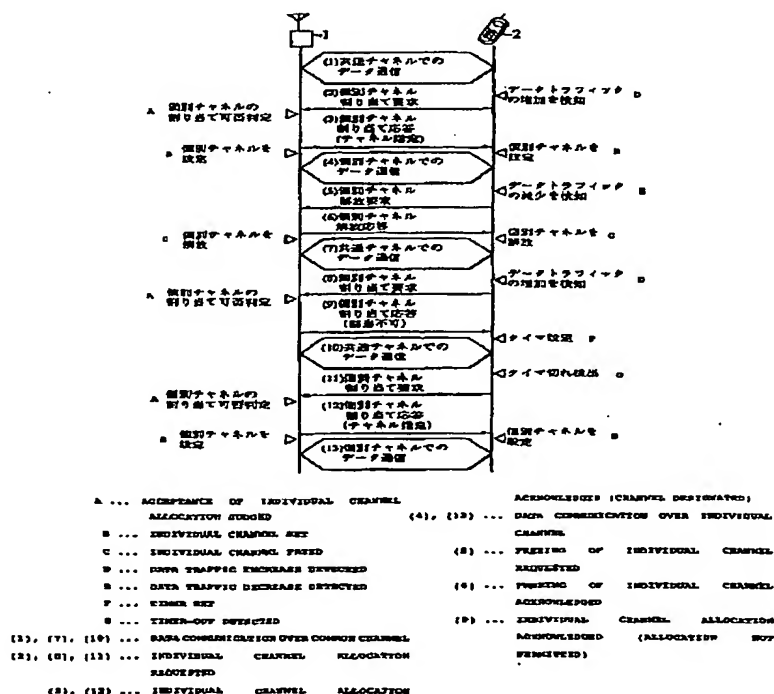 1
2
(1)共通チャネルでの
データ通信
(2)個別チャネル
割り当て要求
データトラフィック
の増加を検知
D
A
個別チャネルの
割り当て可否判定
(3)個別チャネル
割り当て応答
(チャネル指定)
B
個別チャネルを
設定
個別チャネルを
設定
B
(4)個別チャネルでの
データ通信
(5)個別チャネル
解放要求
データトラフィック
の減少を検知
E
(6)個別チャネル
解放応答
C
個別チャネルを
解放
個別チャネルを
解放
C
(7)共通チャネルでの
データ通信
(8)個別チャネル
割り当て要求
データトラフィック
の増加を検知
D
A
個別チャネルの
割り当て可否判定
(9)個別チャネル
割り当て応答
(割当不可)
タイマ設定
F
(10)共通チャネルでの
データ通信
(11)個別チャネル
割り当て要求
タイマ切れ検出
G
A
個別チャネルの
割り当て可否判定
(12)個別チャネル
割り当て応答
(チャネル指定)
B
個別チャネルを
設定
個別チャネルを
設定
B
(13)個別チャネルでの
データ通信
A ... ACCEPTANCE OF INDIVIDUAL CHANNEL
ALLOCATION JUDGED
B ... INDIVIDUAL CHANNEL SET
C ... INDIVIDUAL CHANNEL FREED
D ... DATA TRAFFIC INCREASE DETECTED
E ... DATA TRAFFIC DECREASE DETECTED
F ... TIMER SET
G ... TIMER-OUT DETECTED
(1), (7), (10) ... DATA COMMUNICATION OVER COMMON CHANNEL
(2), (8), (11) ... INDIVIDUAL CHANNEL ALLOCATION
REQUESTED
(3), (12) ... INDIVIDUAL CHANNEL ALLOCATION
ACKNOWLEDGED (CHANNEL DESIGNATED)
(4), (13) ... DATA COMMUNICATION OVER INDIVIDUAL
CHANNEL
(5) ... FREEING OF INDIVIDUAL CHANNEL
REQUESTED
(6) ... FREEING OF INDIVIDUAL CHANNEL
ACKNOWLEDGED
(9) ... INDIVIDUAL CHANNEL ALLOCATION
ACKNOWLEDGED (ALLOCATION NOT
PERMITTED)